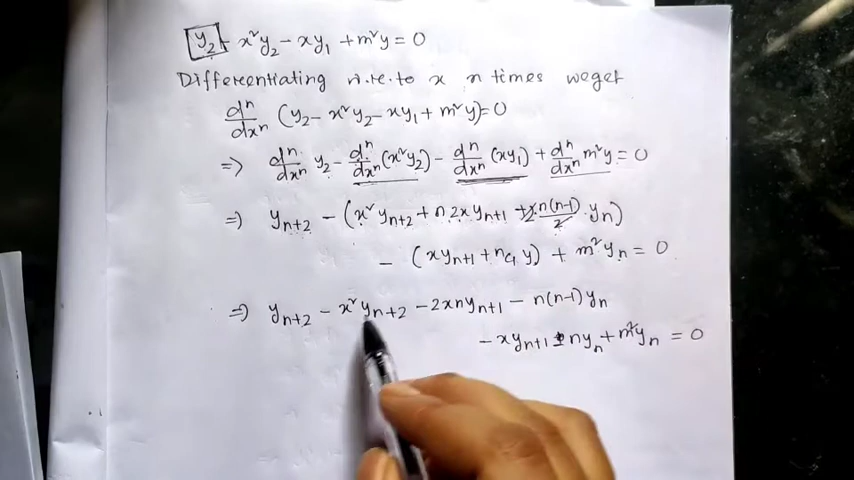 y₂ - x²y₂ - xy₁ + m²y = 0
Differentiating w.r.to x n times weget
dⁿ/dxⁿ (y₂ - x²y₂ - xy₁ + m²y) = 0
⇒ dⁿ/dxⁿ y₂ - dⁿ/dxⁿ (x²y₂) - dⁿ/dxⁿ (xy₁) + dⁿ/dxⁿ m²y = 0
⇒ yₙ₊₂ - (x²yₙ₊₂ + n 2x yₙ₊₁ + 2·n(n-1)/2 · yₙ)
- (xyₙ₊₁ + nc₁ y) + m²yₙ = 0
⇒ yₙ₊₂ - x²yₙ₊₂ - 2xnyₙ₊₁ - n(n-1)yₙ
- xyₙ₊₁ - nyₙ + m²yₙ = 0